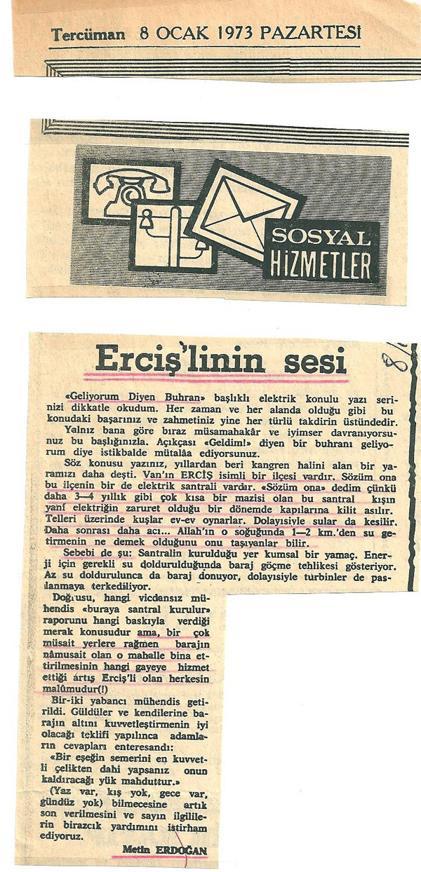 Tercüman 8 OCAK 1973 PAZARTESİ
SOSYAL
HİZMETLER
Erciş'linin sesi
8/
«Geliyorum Diyen Buhran» başlıklı elektrik konulu yazı seri-
nizi dikkatle okudum. Her zaman ve her alanda olduğu gibi bu
konudaki başarınız ve zahmetiniz yine her türlü takdirin üstündedir.
Yalnız bana göre biraz müsamahakâr ve iyimser davranıyorsu-
nuz bu başlığınızla. Açıkçası «Geldim!» diyen bir buhranı geliyo-
rum diye istikbalde mütalâa ediyorsunuz.
Söz konusu yazınız, yıllardan beri kangren halini alan bir ya-
ramızı daha deşti. Van'ın ERCİŞ isimli bir ilçesi vardır. Sözüm ona
bu ilçenin bir de elektrik santrali vardır. «Sözüm ona» dedim çünkü
daha 3—4 yıllık gibi çok kısa bir mazisi olan bu santral kışın
yani elektriğin zaruret olduğu bir dönemde kapılarına kilit asılır.
Telleri üzerinde kuşlar ev-ev oynarlar. Dolayısiyle sular da kesilir.
Daha sonrası daha acı... Allah'ın o soğuğunda 1—2 km.'den su ge-
tirmenin ne demek olduğunu onu taşıyanlar bilir.
Sebebi de şu: Santralin kurulduğu yer kumsal bir yamaç. Ener-
ji için gerekli su doldurulduğunda baraj göçme tehlikesi gösteriyor.
Az su doldurulunca da baraj donuyor, dolayısiyle turbinler de pas-
lanmaya terkediliyor.
Doğrusu, hangi vicdansız mü-
hendis «buraya santral kurulur»
raporunu hangi baskıyla verdiği
merak konusudur ama, bir çok
müsait yerlere rağmen barajın
nâmusait olan o mahalle bina et-
tirilmesinin hangi gayeye hizmet
ettiği artış Erciş'li olan herkesin
malûmudur(!)
Bir-iki yabancı mühendis geti-
rildi. Güldüler ve kendilerine ba-
rajın altını kuvvetleştirmenin iyi
olacağı teklifi yapılınca adamla-
rın cevapları enteresandı:
«Bir eşeğin semerini en kuvvet-
li çelikten dahi yapsanız onun
kaldıracağı yük mahduttur.»
(Yaz var, kış yok, gece var,
gündüz yok) bilmecesine artık
son verilmesini ve sayın ilgilile-
rin birazcık yardımını istirham
ediyoruz.
Metin ERDOĞAN